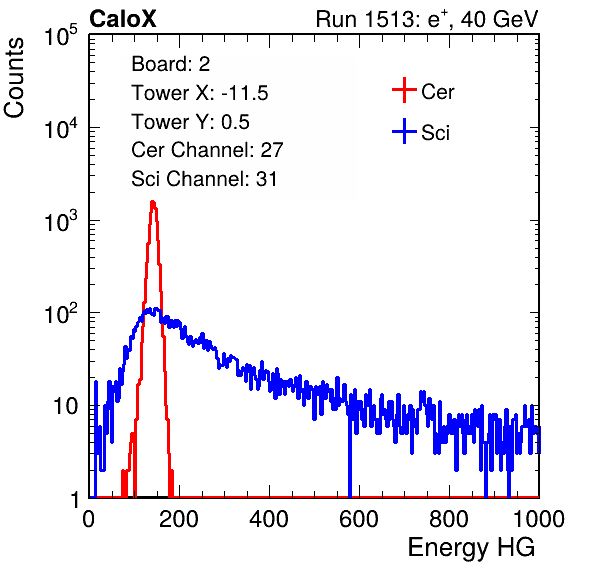 CaloX Run 1513: e⁺, 40 GeV
Counts
Board: 2
Tower X: -11.5
Tower Y: 0.5
Cer Channel: 27
Sci Channel: 31
Cer
Sci
10⁵
10⁴
10³
10²
10
1
0 200 400 600 800 1000
Energy HG